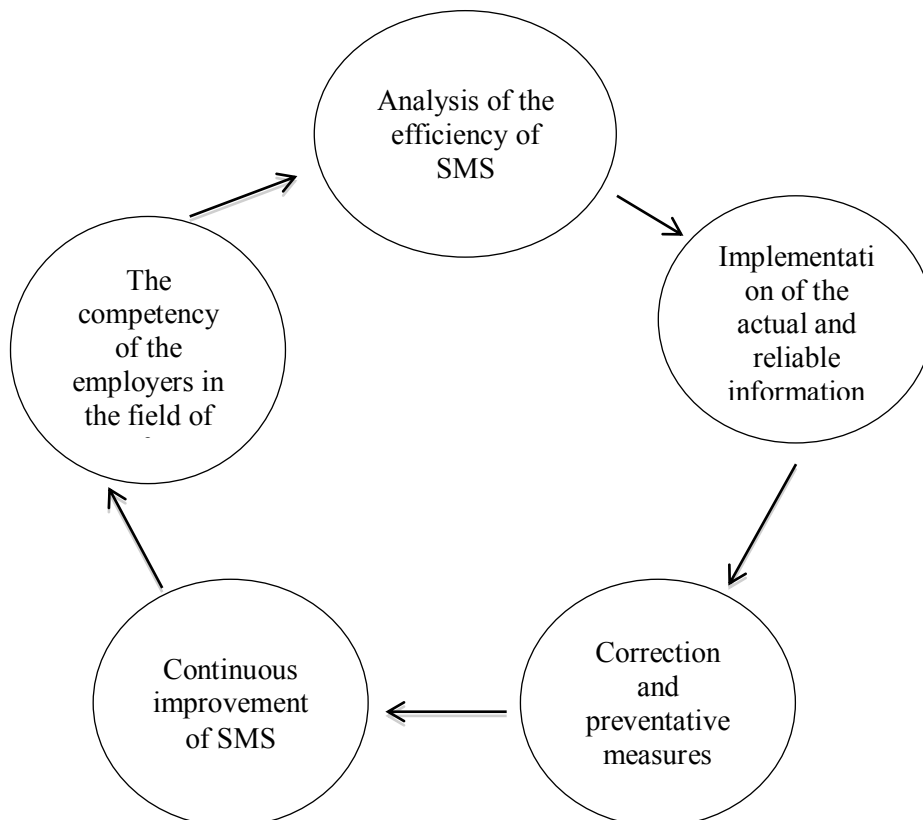 Analysis of the
efficiency of
SMS
Implementati
on of the
actual and
reliable
information
Correction
and
preventative
measures
Continuous
improvement
of SMS
The
competency
of the
employers in
the field of